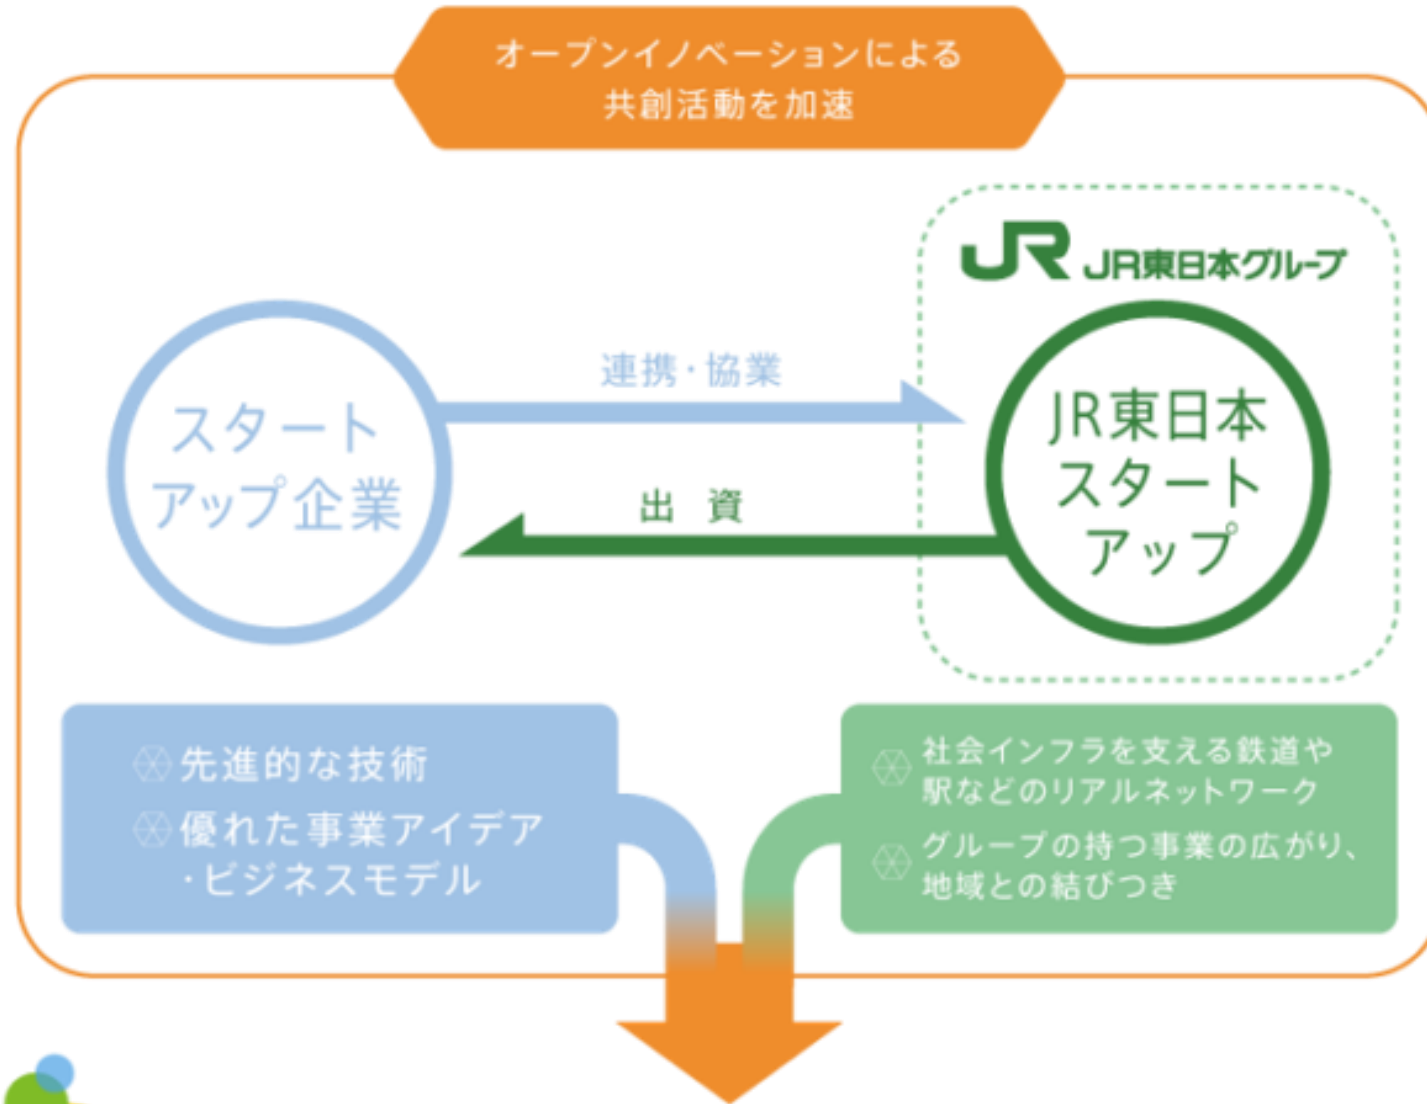 オープンイノベーションによる
共創活動を加速
JR JR東日本グループ
連携・協業
スタート
アップ企業
出 資
JR東日本
スタート
アップ
先進的な技術
優れた事業アイデア
・ビジネスモデル
社会インフラを支える鉄道や
駅などのリアルネットワーク
グループの持つ事業の広がり、
地域との結びつき